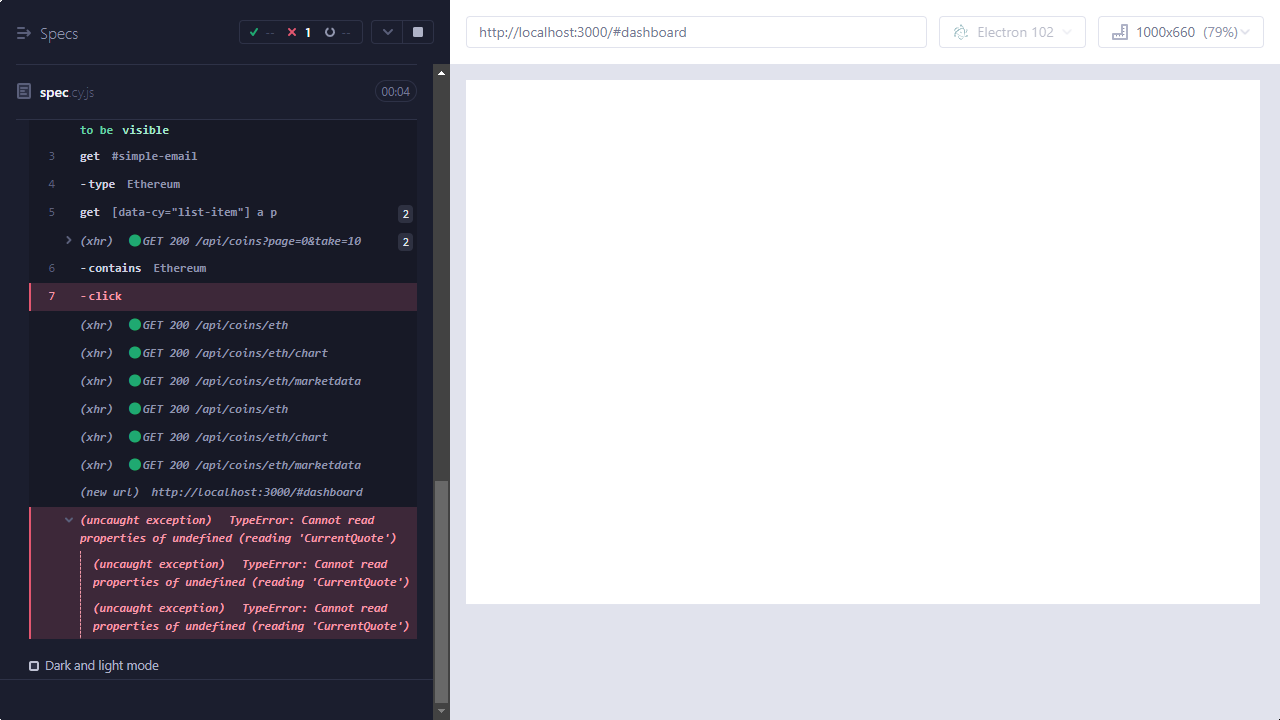 Specs
-- 1 --
http://localhost:3000/#dashboard
Electron 102
1000x660 (79%)
spec.cy.js
00:04
to be visible
3 get #simple-email
4 -type Ethereum
5 get [data-cy="list-item"] a p 2
(xhr) GET 200 /api/coins?page=0&take=10 2
6 -contains Ethereum
7 -click
(xhr) GET 200 /api/coins/eth
(xhr) GET 200 /api/coins/eth/chart
(xhr) GET 200 /api/coins/eth/marketdata
(xhr) GET 200 /api/coins/eth
(xhr) GET 200 /api/coins/eth/chart
(xhr) GET 200 /api/coins/eth/marketdata
(new url) http://localhost:3000/#dashboard
(uncaught exception) TypeError: Cannot read
properties of undefined (reading 'CurrentQuote')
(uncaught exception) TypeError: Cannot read
properties of undefined (reading 'CurrentQuote')
(uncaught exception) TypeError: Cannot read
properties of undefined (reading 'CurrentQuote')
Dark and light mode